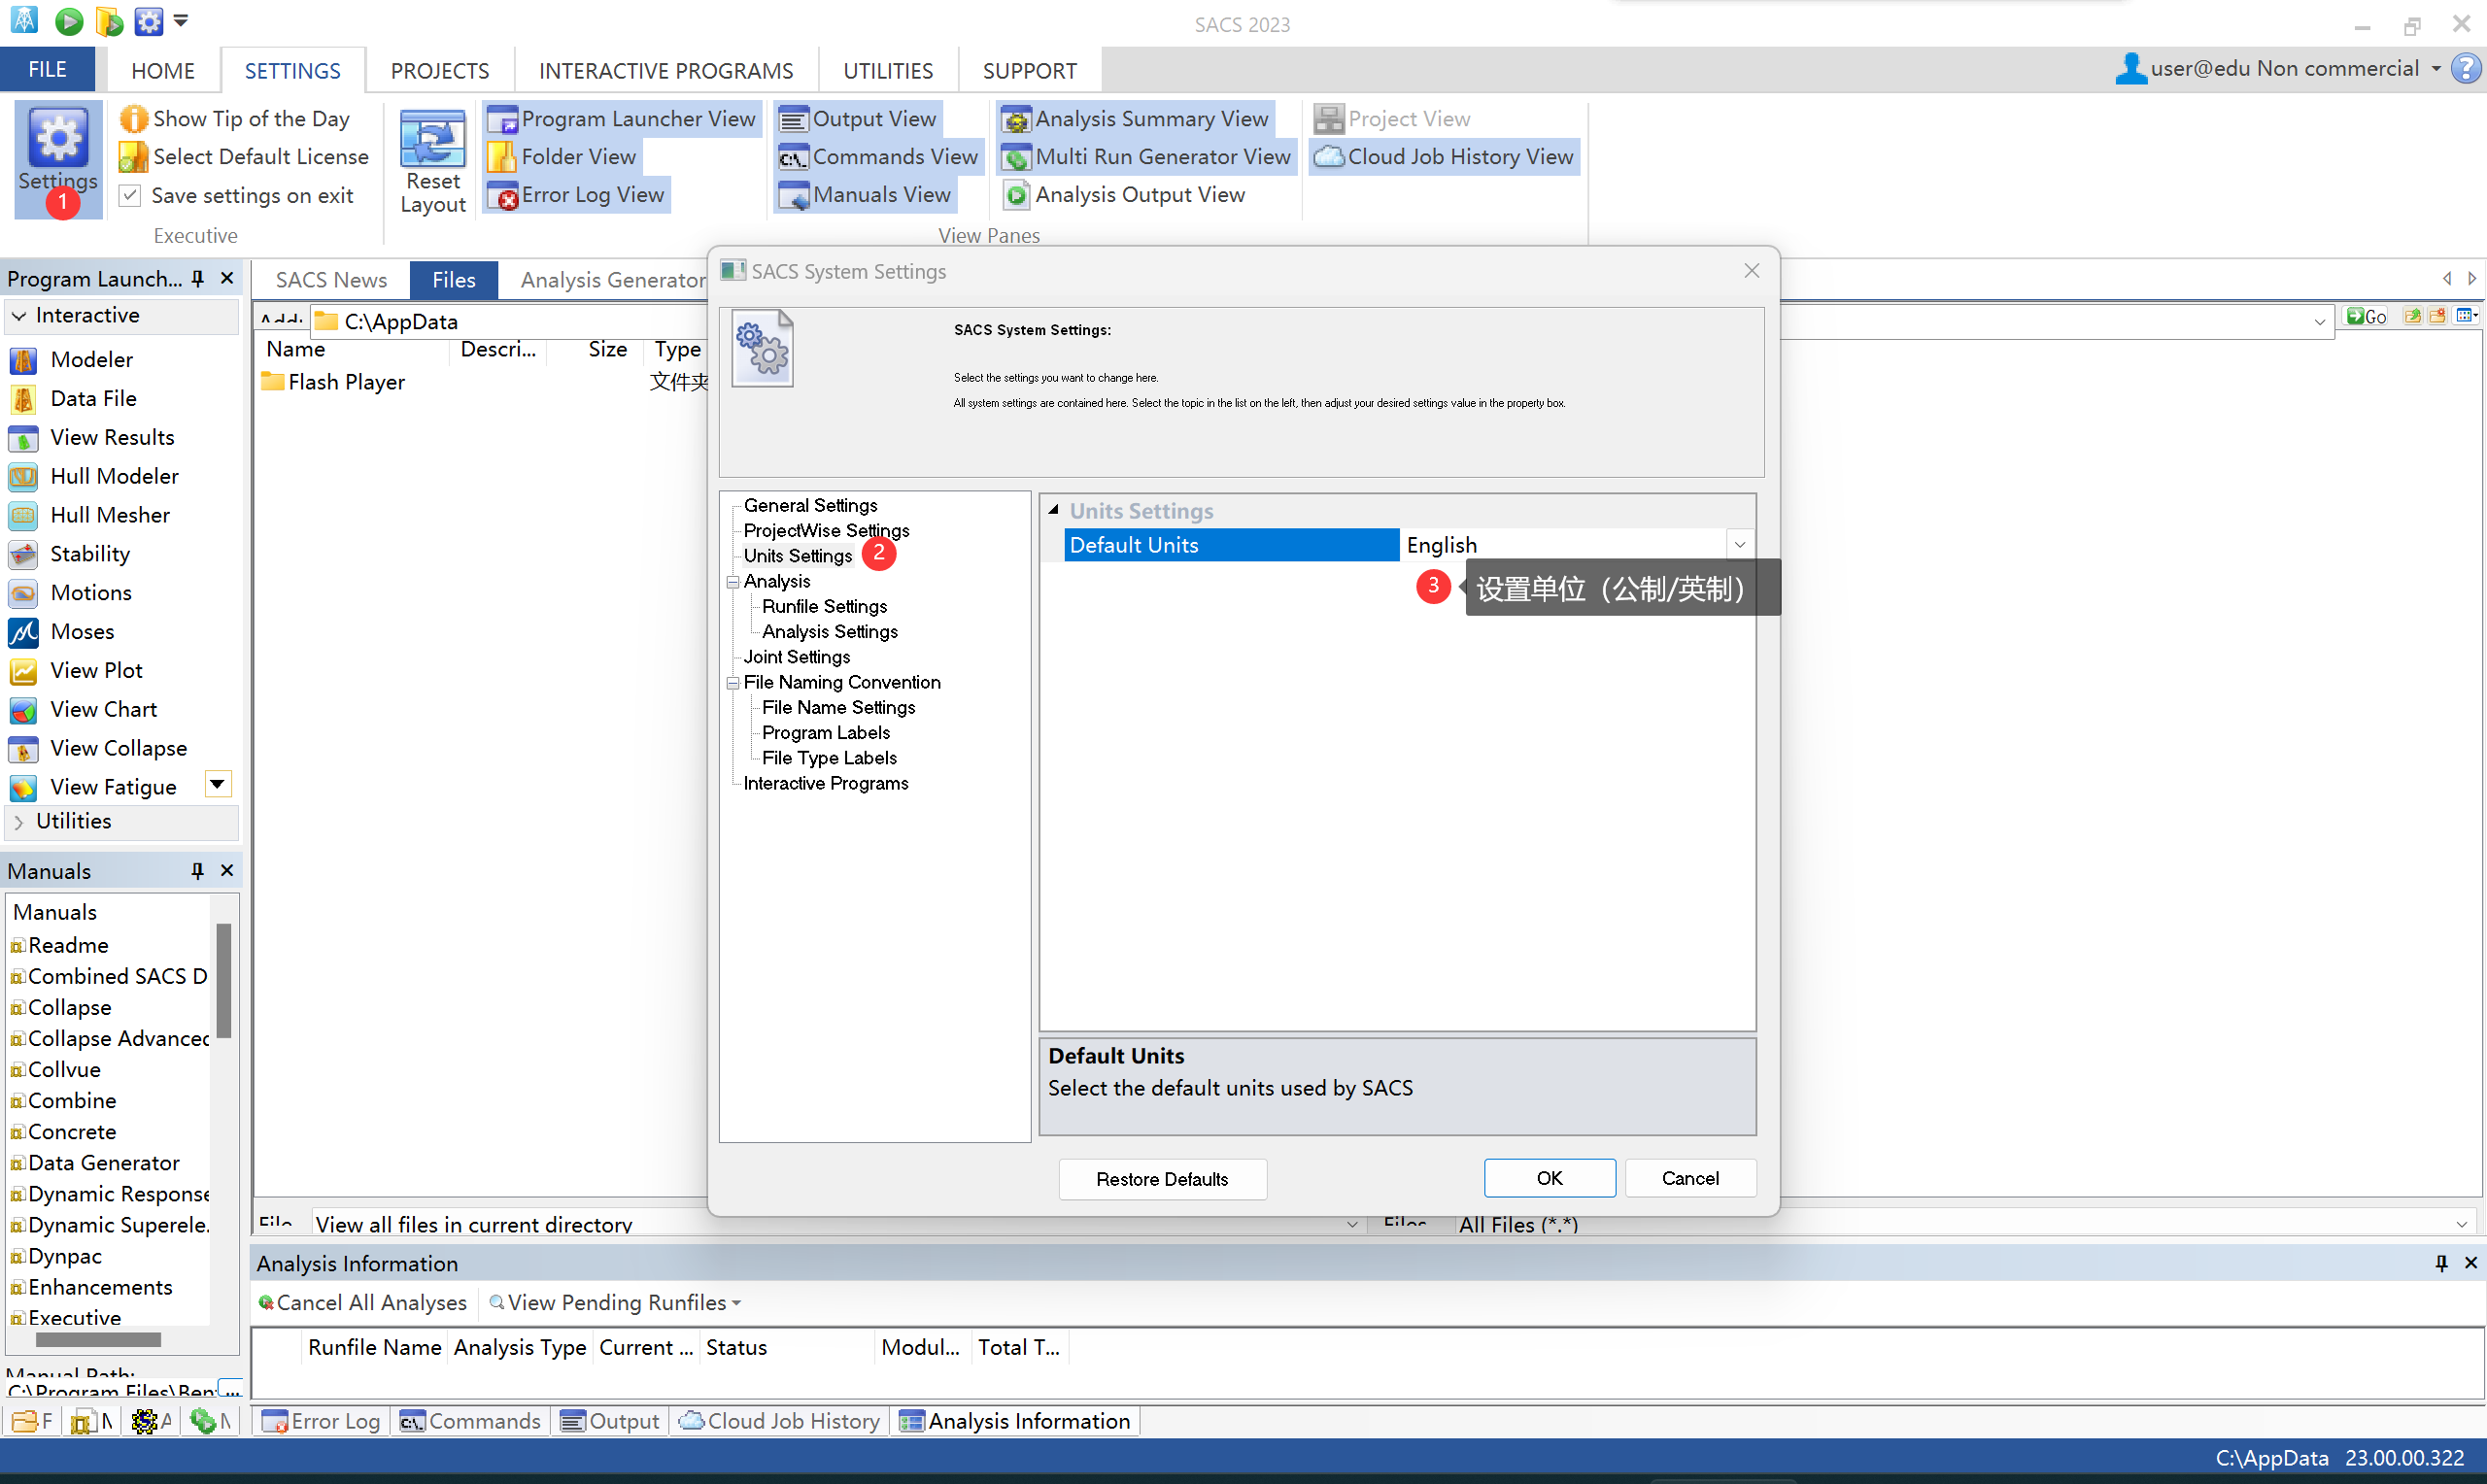 SACS 2023
FILE HOME SETTINGS PROJECTS INTERACTIVE PROGRAMS UTILITIES SUPPORT
user@edu Non commercial
Settings
1
Show Tip of the Day
Select Default License
Save settings on exit
Executive
Reset
Layout
Program Launcher View
Folder View
Error Log View
Output View
Commands View
Manuals View
Analysis Summary View
Multi Run Generator View
Analysis Output View
Project View
Cloud Job History View
View Panes
Program Launch...
Interactive
Modeler
Data File
View Results
Hull Modeler
Hull Mesher
Stability
Motions
Moses
View Plot
View Chart
View Collapse
View Fatigue
Utilities
Manuals
Manuals
Readme
Combined SACS D
Collapse
Collapse Advanced
Collvue
Combine
Concrete
Data Generator
Dynamic Response
Dynamic Superele.
Dynpac
Enhancements
Executive
Manual Path:
C:\Program Files\Ben
...
F M A M
SACS News Files Analysis Generator
C:\AppData
Go
Name Descri... Size Type
Flash Player 文件夹
SACS System Settings
SACS System Settings:
Select the settings you want to change here.
All system settings are contained here. Select the topic in the list on the left, then adjust your desired settings value in the property box.
General Settings
ProjectWise Settings
Units Settings
2
Analysis
Runfile Settings
Analysis Settings
Joint Settings
File Naming Convention
File Name Settings
Program Labels
File Type Labels
Interactive Programs
Units Settings
Default Units English
3 设置单位（公制/英制）
Default Units
Select the default units used by SACS
Restore Defaults OK Cancel
File View all files in current directory Files All Files (*.*)
Analysis Information
Cancel All Analyses View Pending Runfiles
Runfile Name Analysis Type Current ... Status Modul... Total T...
Error Log Commands Output Cloud Job History Analysis Information
C:\AppData 23.00.00.322